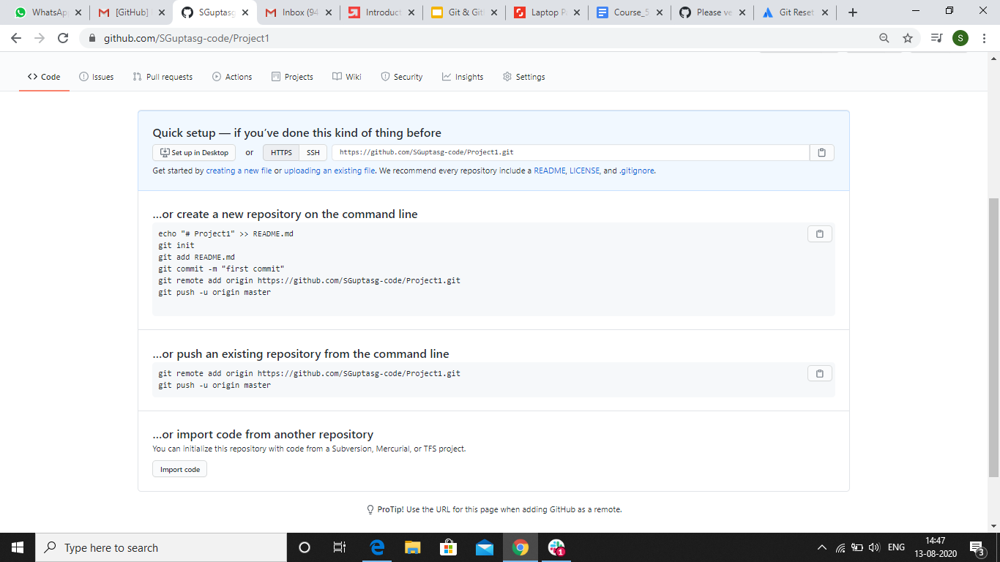 WhatsApp
[GitHub]
SGuptasg
Inbox (94
Introduct
Git & Git
Laptop P
Course_5
Please ve
Git Reset
github.com/SGuptasg-code/Project1
S
Code
Issues
Pull requests
Actions
Projects
Wiki
Security
Insights
Settings
Quick setup — if you’ve done this kind of thing before
Set up in Desktop or HTTPS SSH https://github.com/SGuptasg-code/Project1.git
Get started by creating a new file or uploading an existing file. We recommend every repository include a README, LICENSE, and .gitignore.
…or create a new repository on the command line
echo "# Project1" >> README.md
git init
git add README.md
git commit -m "first commit"
git remote add origin https://github.com/SGuptasg-code/Project1.git
git push -u origin master
…or push an existing repository from the command line
git remote add origin https://github.com/SGuptasg-code/Project1.git
git push -u origin master
…or import code from another repository
You can initialize this repository with code from a Subversion, Mercurial, or TFS project.
Import code
ProTip! Use the URL for this page when adding GitHub as a remote.
Type here to search
1
ENG
14:47
13-08-2020
3